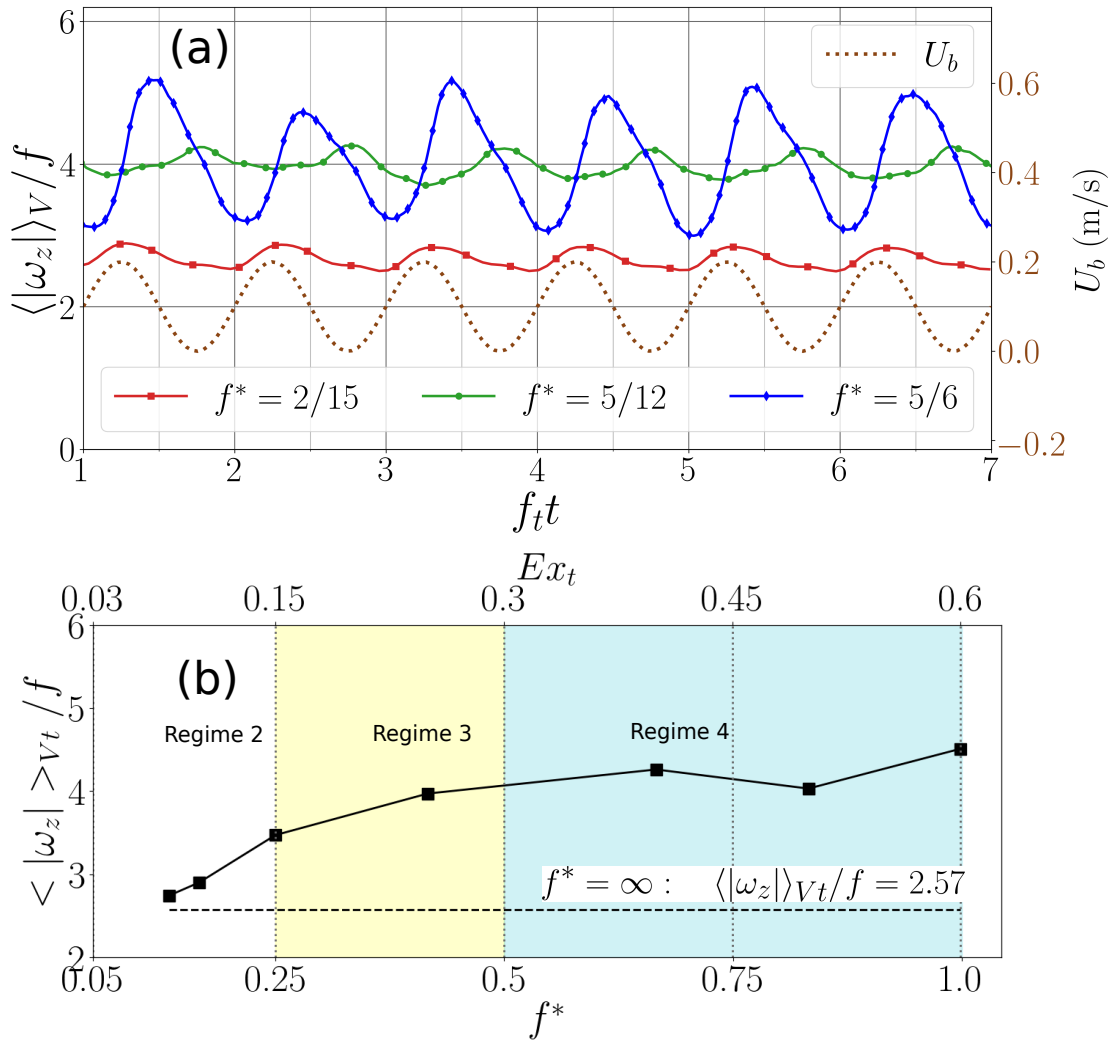 (a)
U_b
6
4
2
0
⟨|ω_z|⟩_V/f
0.6
0.4
0.2
0.0
−0.2
U_b (m/s)
f* = 2/15 f* = 5/12 f* = 5/6
1 2 3 4 5 6 7
f_t t
Ex_t
0.03 0.15 0.3 0.45 0.6
(b)
6
5
4
3
2
< |ω_z| >_{Vt}/f
Regime 2 Regime 3 Regime 4
f* = ∞ : ⟨|ω_z|⟩_{Vt}/f = 2.57
0.05 0.25 0.5 0.75 1.0
f*